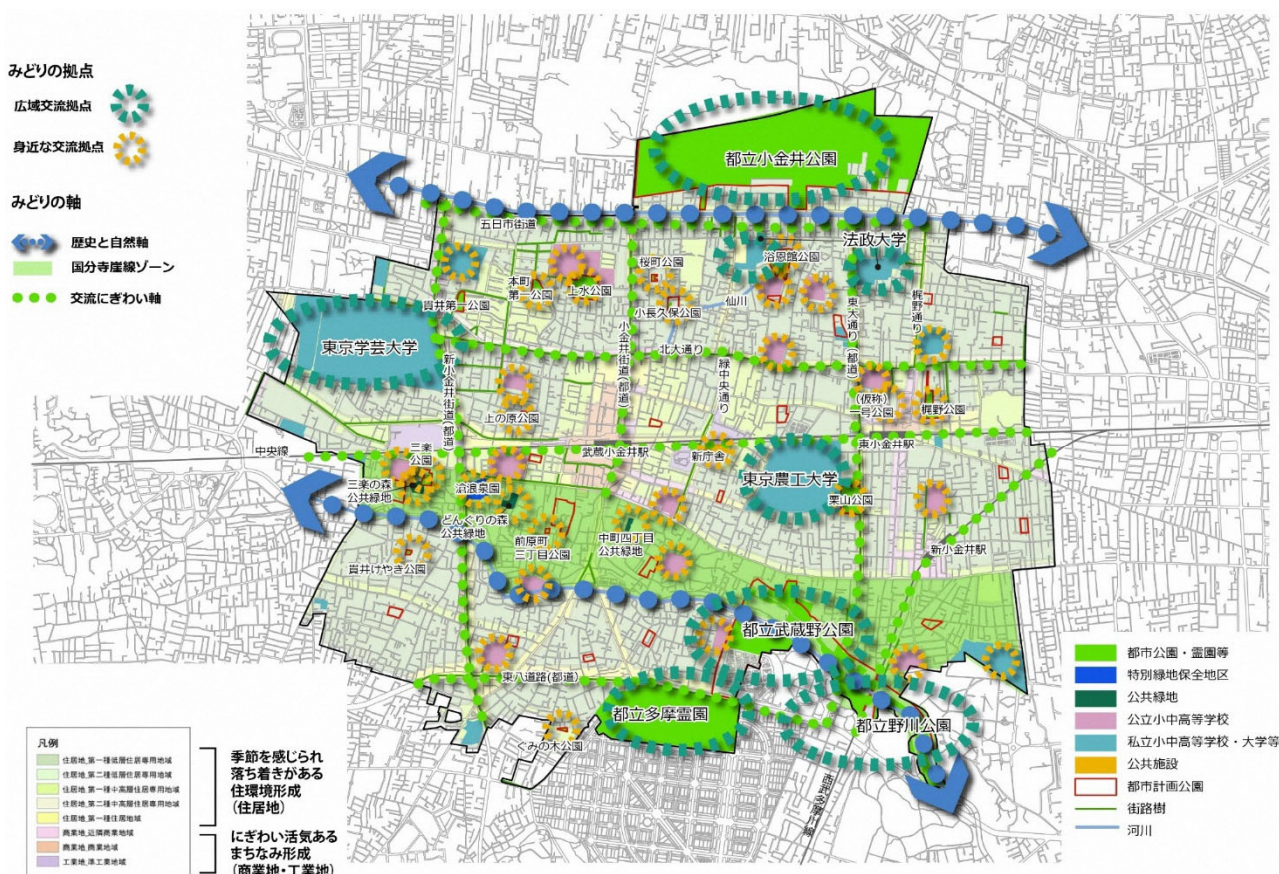 みどりの拠点
広域交流拠点
身近な交流拠点
みどりの軸
歴史と自然軸
国分寺崖線ゾーン
交流にぎわい軸
都立小金井公園
五日市街道
法政大学
浴恩館公園
桜町公園
本町
第一公園
上水公園
貫井第一公園
仙川
小長久保公園
東大通り(都道)
梶野通り
小金井街道(都道)
北大通り
東京学芸大学
新小金井街道(都道)
緑中央通り
(仮称)
号公園
梶野公園
上の原公園
中央線
武蔵小金井駅
新庁舎
東小金井駅
三楽
公園
東京農工大学
栗山公園
三楽の森
公共緑地
滄浪泉園
どんぐりの森
公共緑地
前原町
三丁目公園
中町四丁目
公共緑地
新小金井駅
貫井けやき公園
都立武蔵野公園
東八道路(都道)
都立多摩霊園
都立野川公園
ぐみの木公園
西武多摩川線
都市公園・霊園等
特別緑地保全地区
公共緑地
公立小中高等学校
私立小中高等学校・大学等
公共施設
都市計画公園
街路樹
河川
凡例
住居地_第一種低層住居専用地域
住居地_第二種低層住居専用地域
住居地_第一種中高層住居専用地域
住居地_第二種中高層住居専用地域
住居地_第一種住居地域
商業地_近隣商業地域
商業地_商業地域
工業地_準工業地域
季節を感じられ
落ち着きがある
住環境形成
(住居地)
にぎわい活気ある
まちなみ形成
(商業地・工業地)